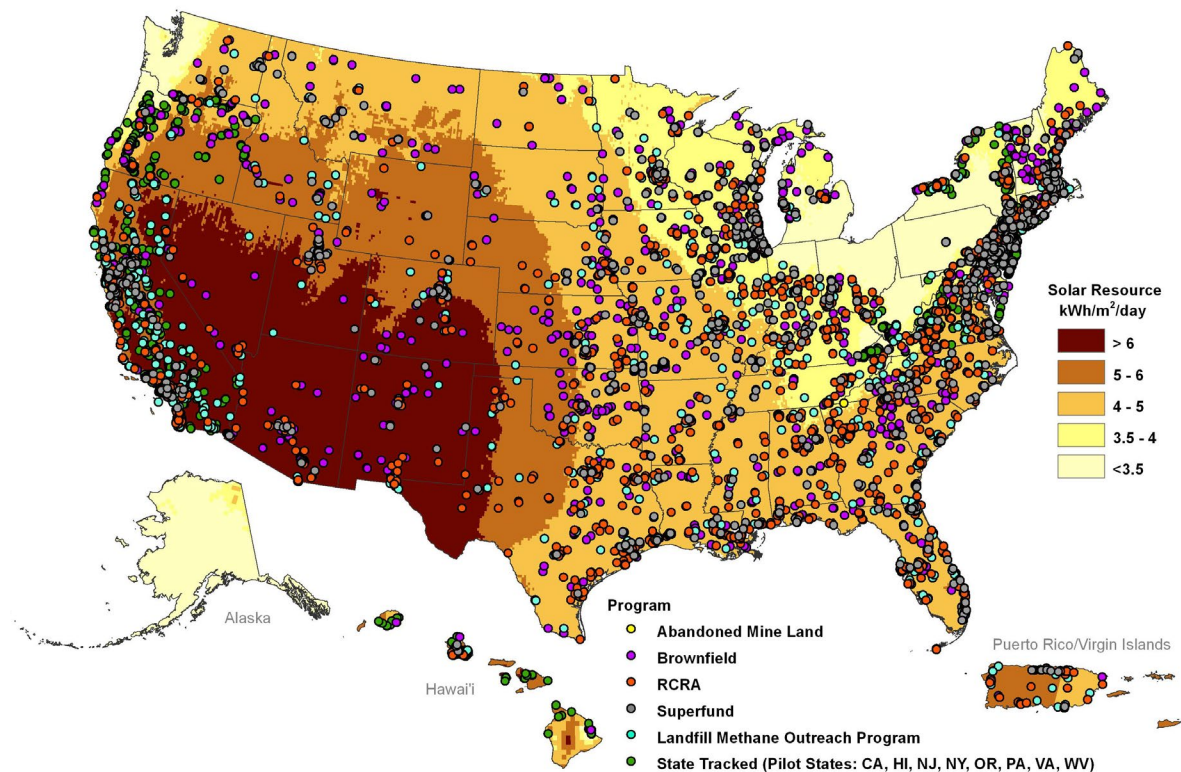 Solar Resource
kWh/m²/day
> 6
5 - 6
4 - 5
3.5 - 4
<3.5
Alaska
Hawai'i
Puerto Rico/Virgin Islands
Program
Abandoned Mine Land
Brownfield
RCRA
Superfund
Landfill Methane Outreach Program
State Tracked (Pilot States: CA, HI, NJ, NY, OR, PA, VA, WV)